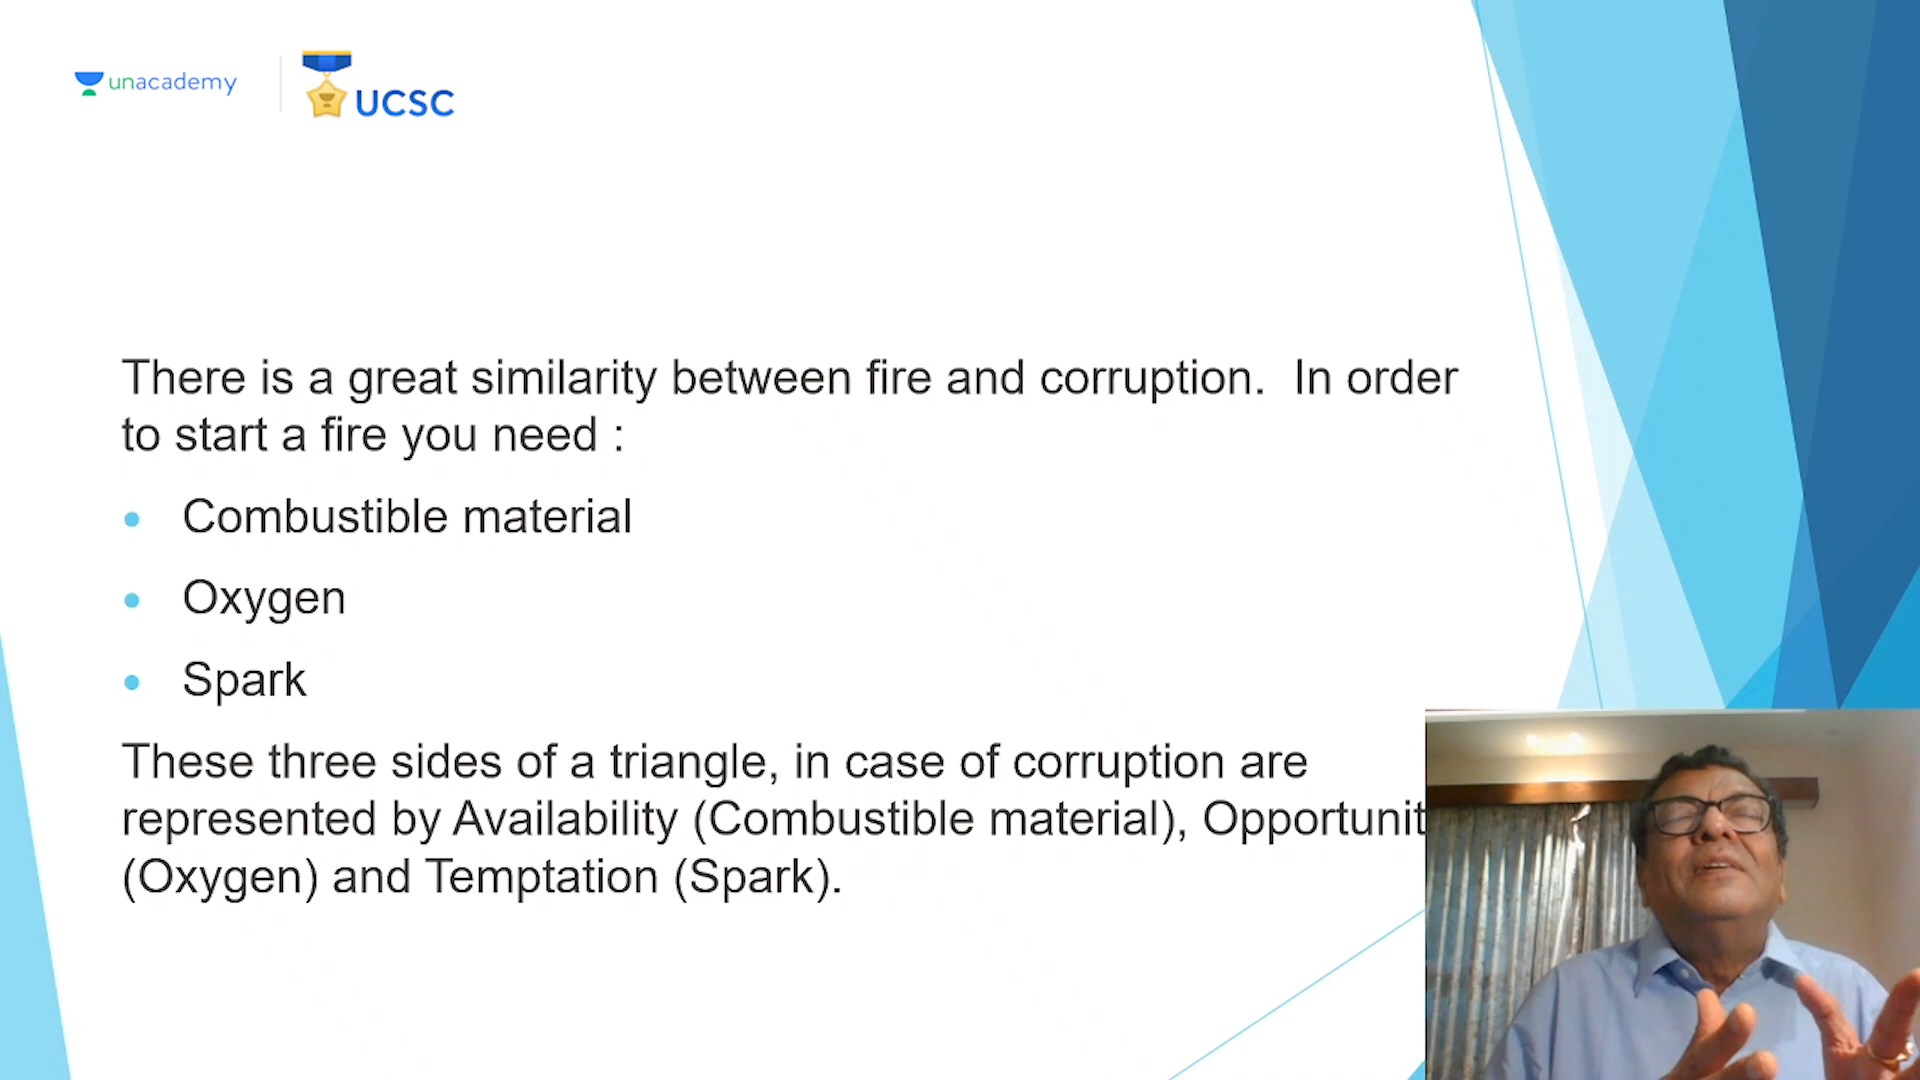 unacademy
UCSC
There is a great similarity between fire and corruption.  In order
to start a fire you need :
• Combustible material
• Oxygen
• Spark
These three sides of a triangle, in case of corruption are
represented by Availability (Combustible material), Opportunit
(Oxygen) and Temptation (Spark).